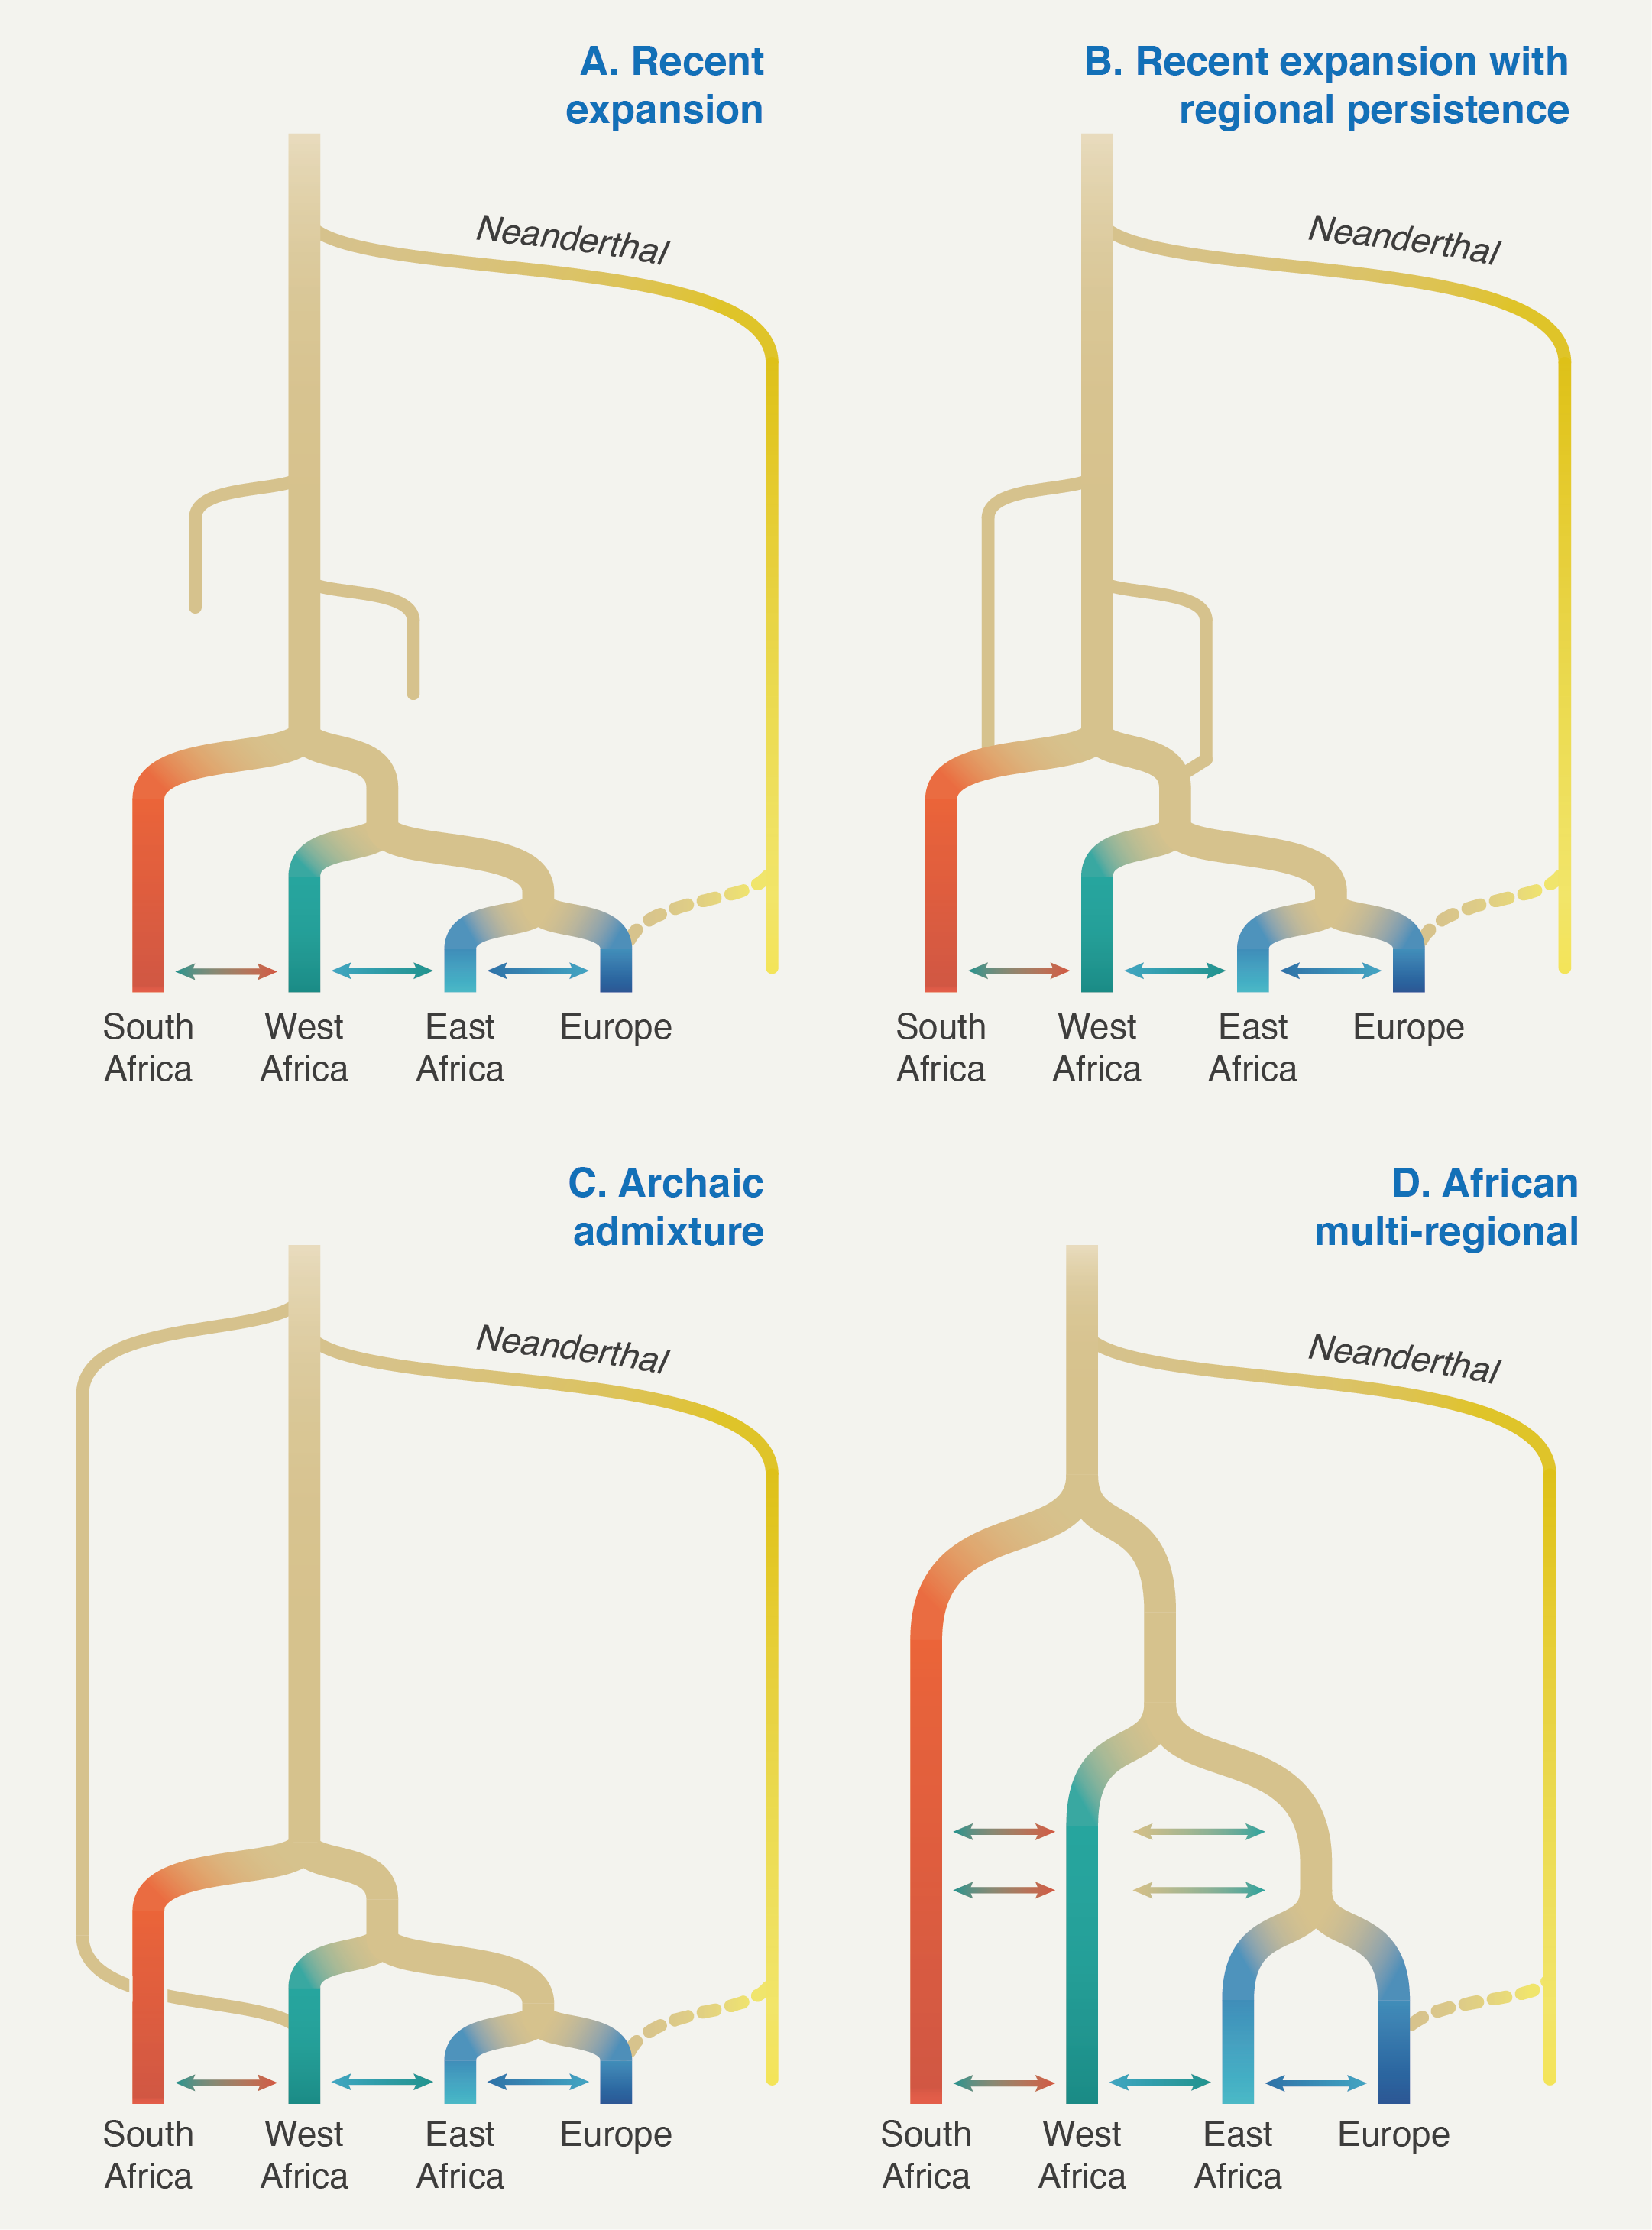 A. Recent
expansion
Neanderthal
South
Africa
West
Africa
East
Africa
Europe
B. Recent expansion with
regional persistence
Neanderthal
South
Africa
West
Africa
East
Africa
Europe
C. Archaic
admixture
Neanderthal
South
Africa
West
Africa
East
Africa
Europe
D. African
multi-regional
Neanderthal
South
Africa
West
Africa
East
Africa
Europe